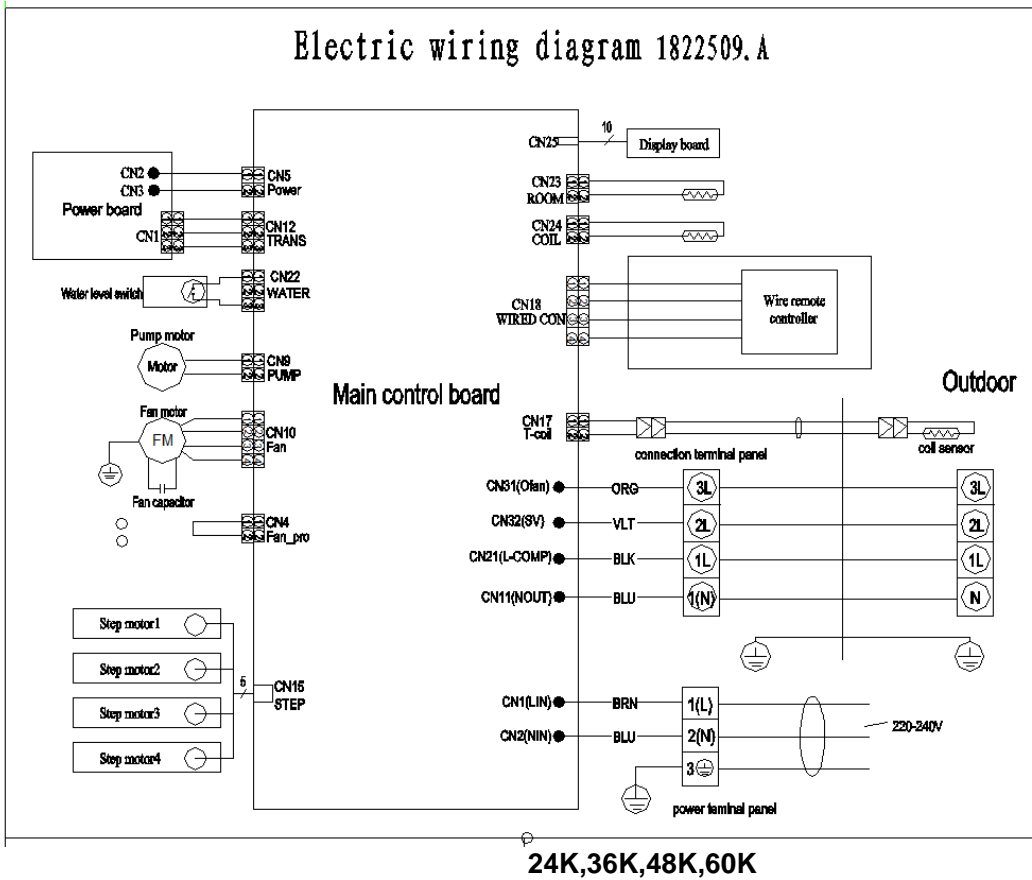 Electric wiring diagram 1822509.A
CN2
CN3
Power board
CN1
CN5
Power
CN12
TRANS
Water level switch
CN22
WATER
Pump motor
Motor
CN9
PUMP
Fan motor
FM
CN10
Fan
Fan capacitor
CN4
Fan_pro
Step motor1
Step motor2
Step motor3
Step motor4
5
CN15
STEP
Main control board
CN25
10
Display board
CN23
ROOM
CN24
COIL
CN18
WIRED CON
Wire remote
controller
Outdoor
CN17
T-coil
connection terminal panel
coil sensor
CN31(Ofan)
ORG
3L
3L
CN32(SV)
VLT
2L
2L
CN21(L-COMP)
BLK
1L
1L
CN11(NOUT)
BLU
1(N)
N
CN1(LIN)
BRN
1(L)
CN2(NIN)
BLU
2(N)
3
220-240V
power teminal panel
24K,36K,48K,60K